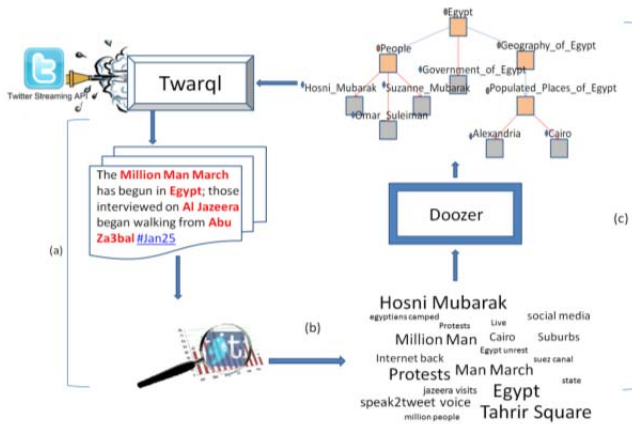 Egypt
People
Geography_of_Egypt
Twarql
Government_of_Egypt
Hosni_Mubarak
Suzanne_Mubarak
Populated_Places_of_Egypt
Twitter Streaming API
Omar_Suleiman
Alexandria
Cairo
The Million Man March
has begun in Egypt; those
interviewed on Al Jazeera
began walking from Abu
Za3bal #Jan25
Doozer
(a)
(c)
(b)
Hosni Mubarak
egyptians camped
social media
Protests
Live
Million Man
Cairo
Suburbs
Egypt unrest
Internet back
suez canal
Protests
Man March
state
jazeera visits
Egypt
speak2tweet voice
Tahrir Square
million people